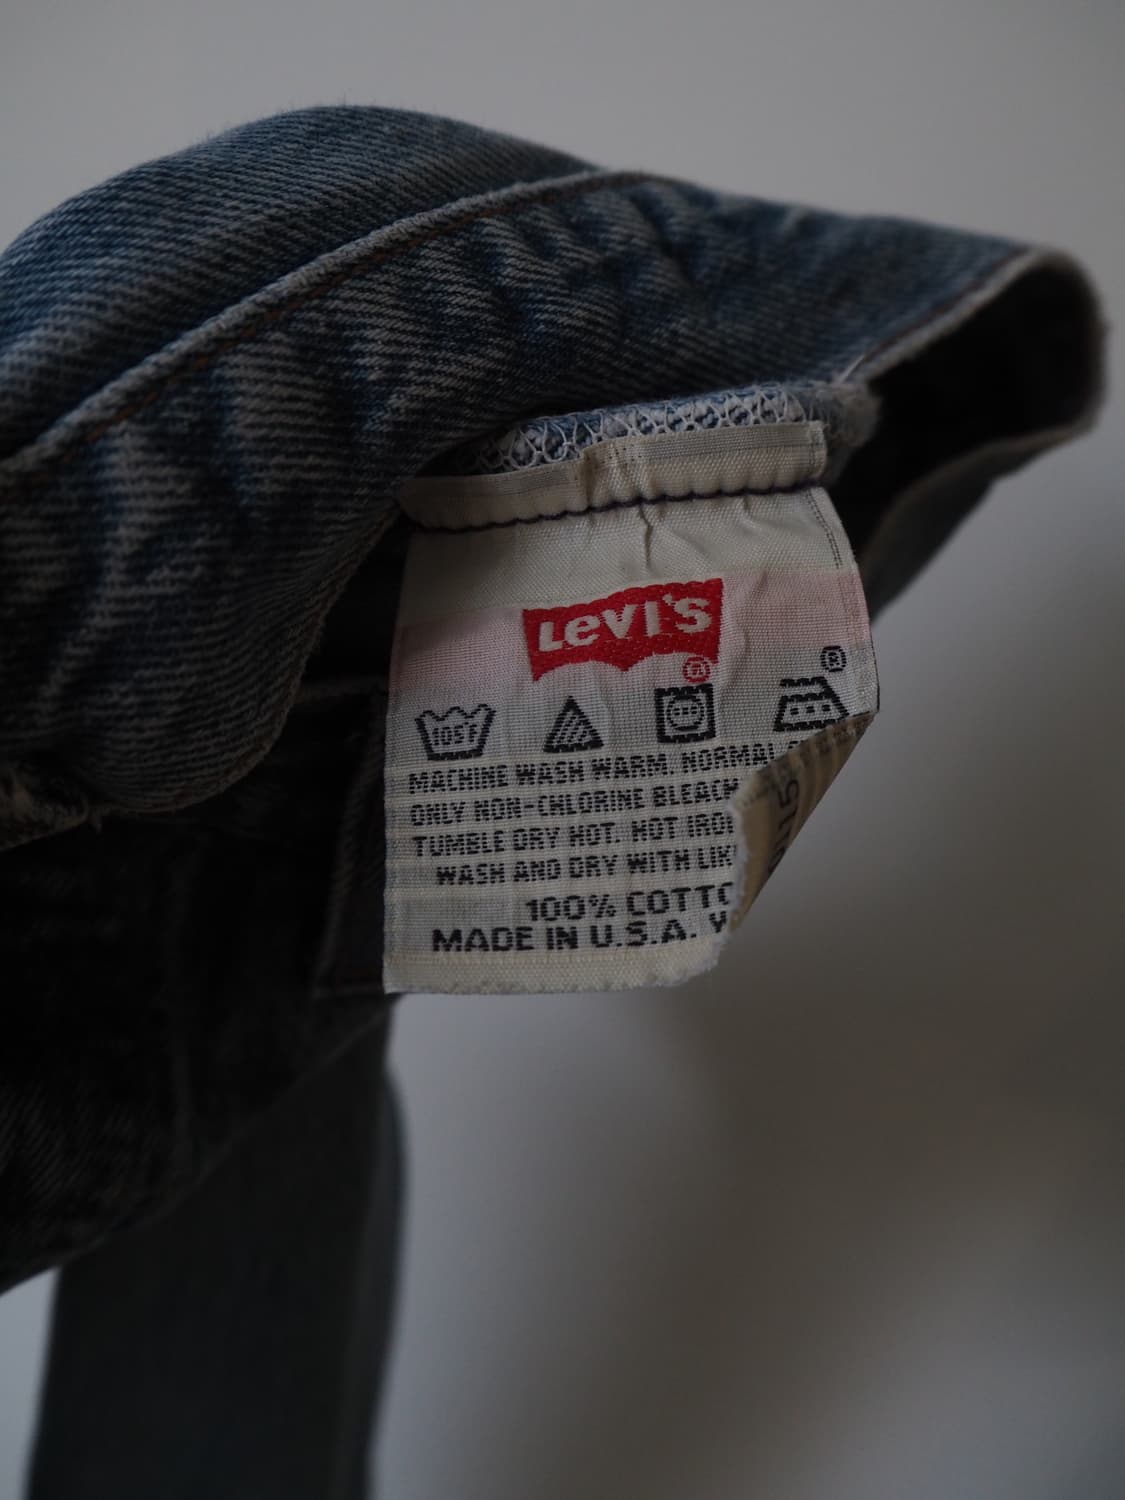 LEVI'S
®
105F
MACHINE WASH WARM. NORMAL
ONLY NON-CHLORINE BLEACH
TUMBLE DRY HOT. HOT IRON
WASH AND DRY WITH LIK
100% COTTO
MADE IN U.S.A.